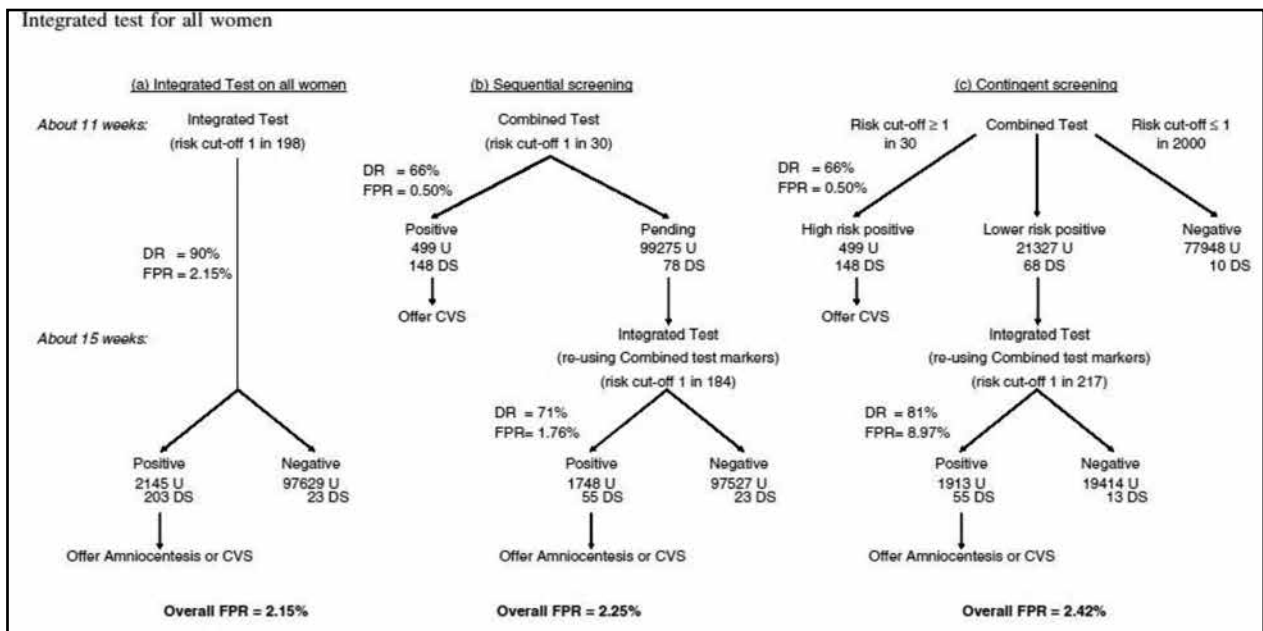 Integrated test for all women
(a) Integrated Test on all women
About 11 weeks:
Integrated Test
(risk cut-off 1 in 198)
DR = 90%
FPR = 2.15%
About 15 weeks:
Positive
2145 U
203 DS
Negative
97629 U
23 DS
Offer Amniocentesis or CVS
Overall FPR = 2.15%
(b) Sequential screening
Combined Test
(risk cut-off 1 in 30)
DR = 66%
FPR = 0.50%
Positive
499 U
148 DS
Offer CVS
Pending
99275 U
78 DS
Integrated Test
(re-using Combined test markers)
(risk cut-off 1 in 184)
DR = 71%
FPR= 1.76%
Positive
1748 U
55 DS
Negative
97527 U
23 DS
Offer Amniocentesis or CVS
Overall FPR = 2.25%
(c) Contingent screening
Risk cut-off ≥ 1
in 30
Combined Test
Risk cut-off ≤ 1
in 2000
DR = 66%
FPR = 0.50%
High risk positive
499 U
148 DS
Offer CVS
Lower risk positive
21327 U
68 DS
Negative
77948 U
10 DS
Integrated Test
(re-using Combined test markers)
(risk cut-off 1 in 217)
DR = 81%
FPR= 8.97%
Positive
1913 U
55 DS
Negative
19414 U
13 DS
Offer Amniocentesis or CVS
Overall FPR = 2.42%